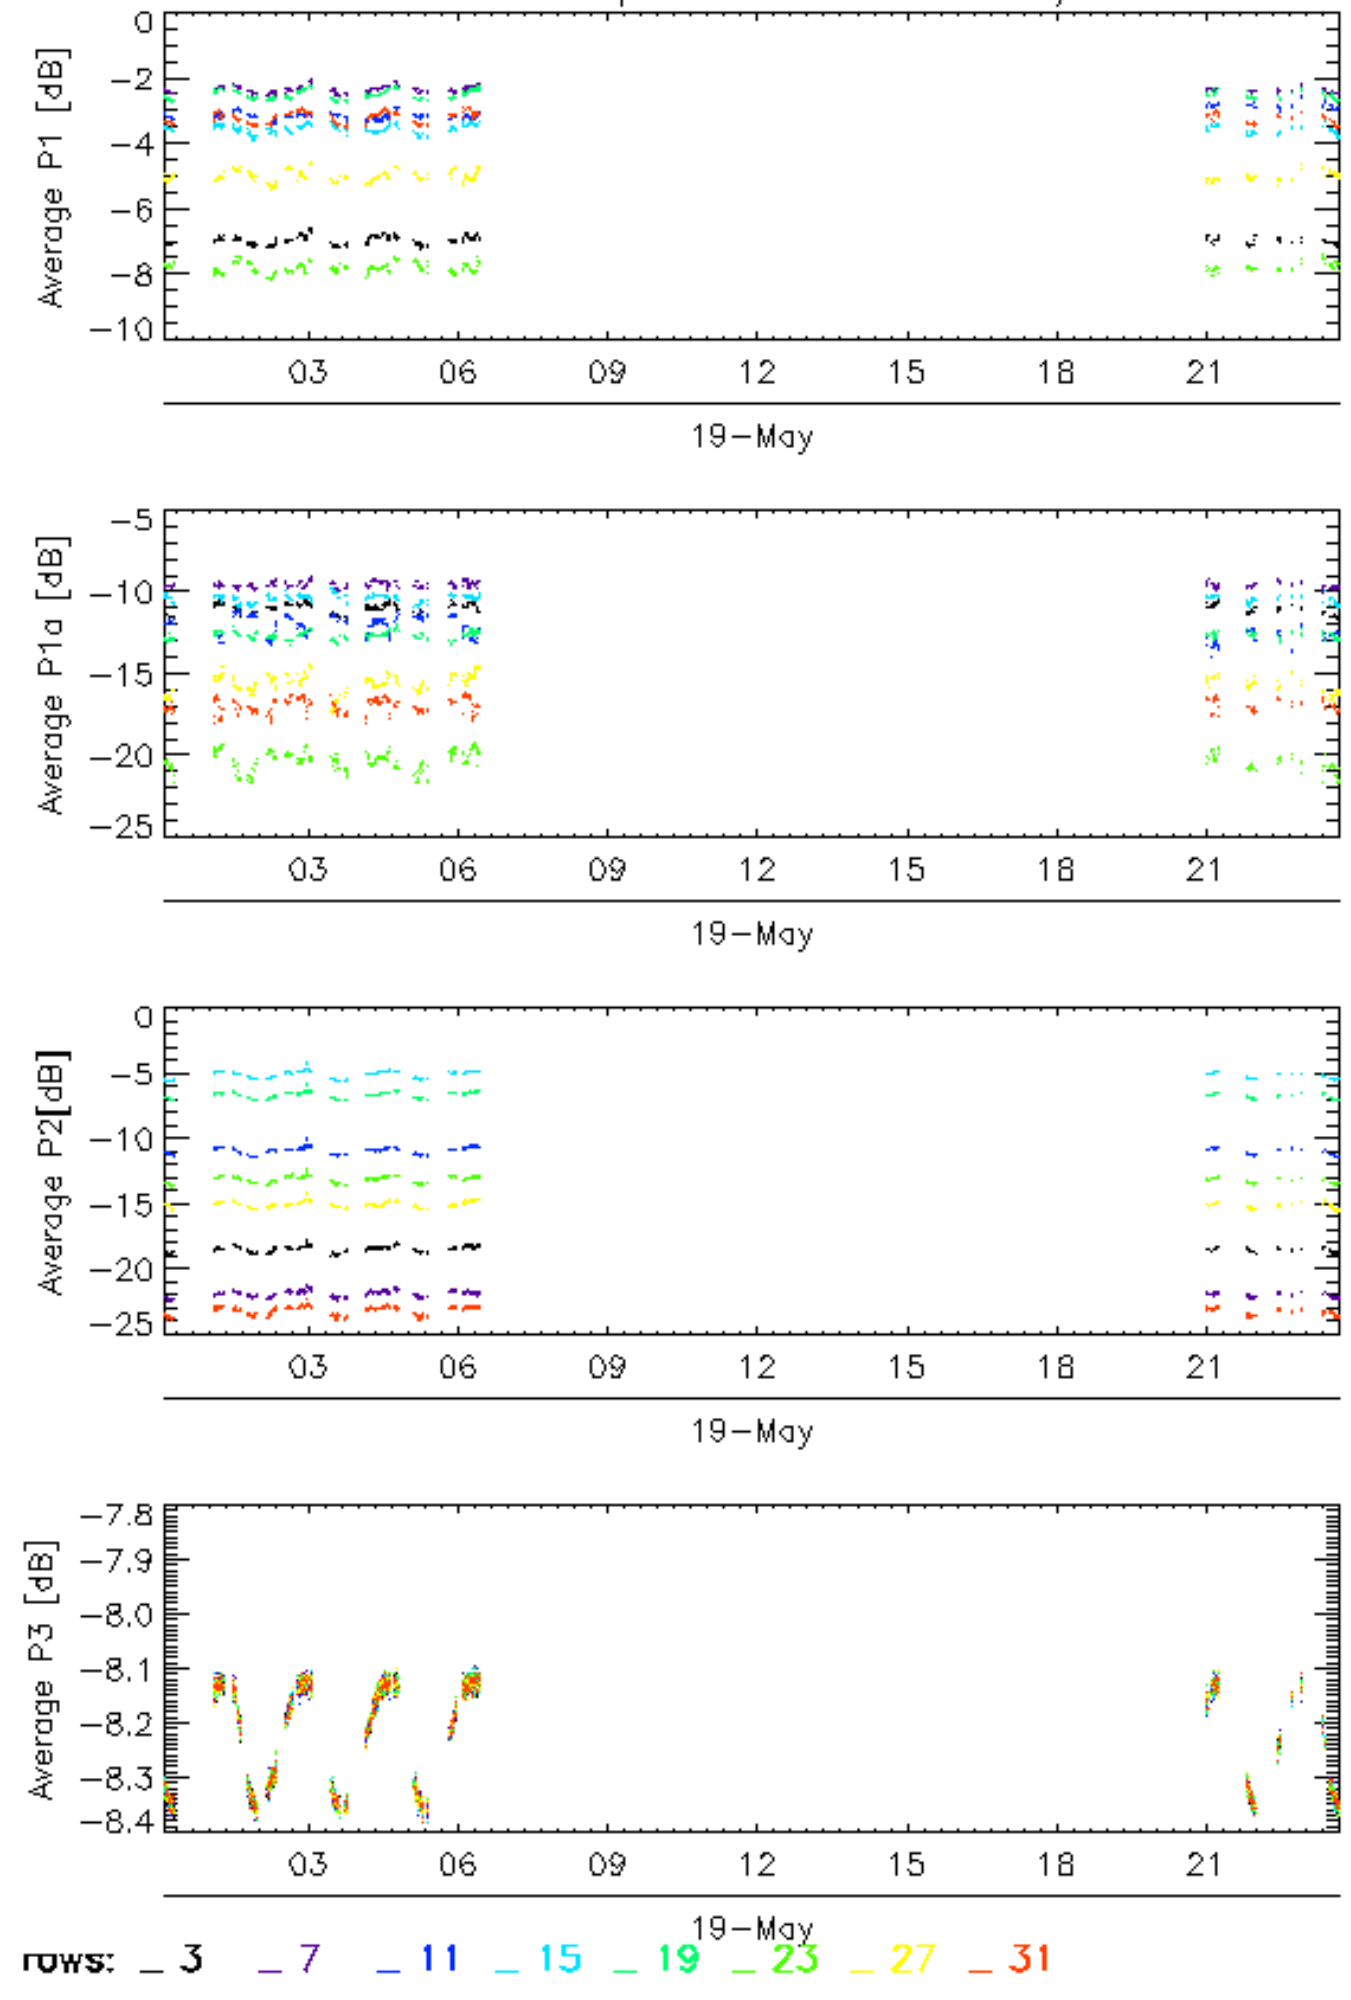 Average P1 [dB]
0
−2
−4
−6
−8
−10
03 06 09 12 15 18 21
19−May
Average P1a [dB]
−5
−10
−15
−20
−25
03 06 09 12 15 18 21
19−May
Average P2[dB]
0
−5
−10
−15
−20
−25
03 06 09 12 15 18 21
19−May
Average P3 [dB]
−7.8
−7.9
−8.0
−8.1
−8.2
−8.3
−8.4
03 06 09 12 15 18 21
19−May
rows: _ 3 _ 7 _ 11 _ 15 _ 19 _ 23 _ 27 _ 31